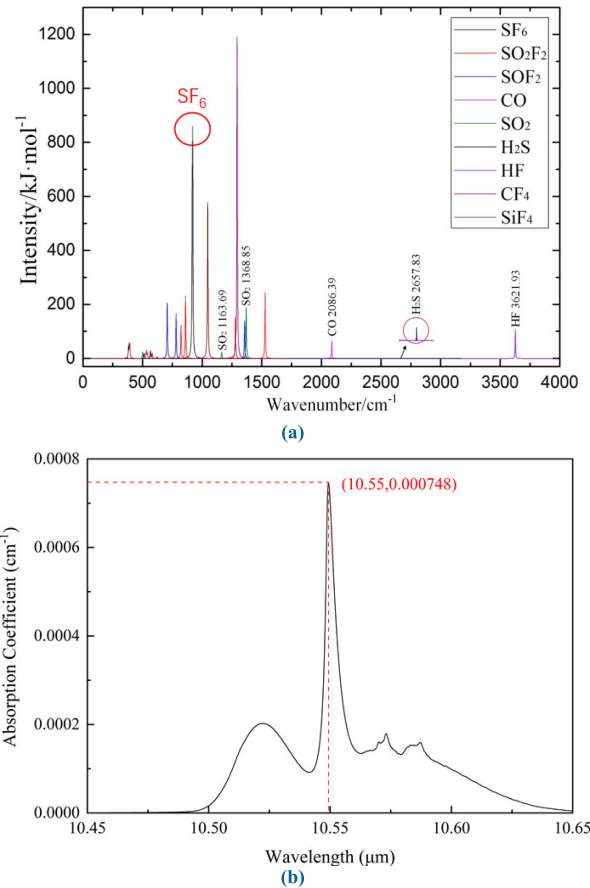 1200
1000
800
600
400
200
0
Intensity/kJ·mol⁻¹
SF₆
SO₂ 1163.69
SO₂ 1368.85
CO 2086.39
H₂S 2657.83
HF 3621.93
SF₆
SO₂F₂
SOF₂
CO
SO₂
H₂S
HF
CF₄
SiF₄
0 500 1000 1500 2000 2500 3000 3500 4000
Wavenumber/cm⁻¹
(a)
0.0008
0.0006
0.0004
0.0002
0.0000
Absorption Coefficient (cm⁻¹)
(10.55,0.000748)
10.45 10.50 10.55 10.60 10.65
Wavelength (μm)
(b)